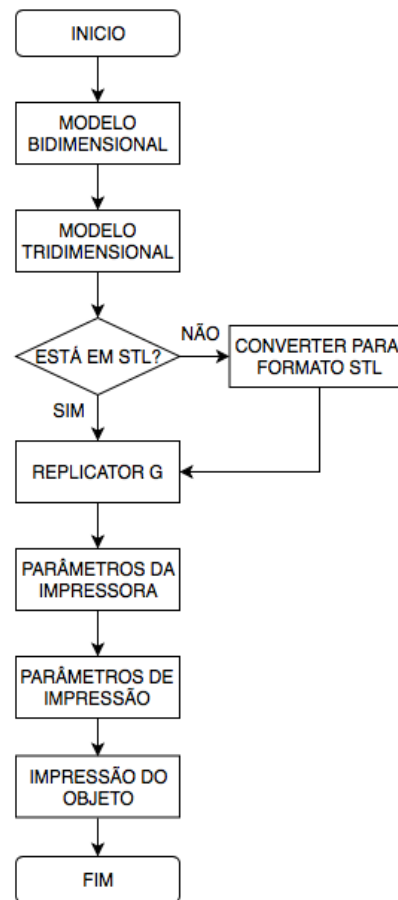 INICIO
MODELO
BIDIMENSIONAL
MODELO
TRIDIMENSIONAL
ESTÁ EM STL?
NÃO
CONVERTER PARA
FORMATO STL
SIM
REPLICATOR G
PARÂMETROS DA
IMPRESSORA
PARÂMETROS DE
IMPRESSÃO
IMPRESSÃO DO
OBJETO
FIM